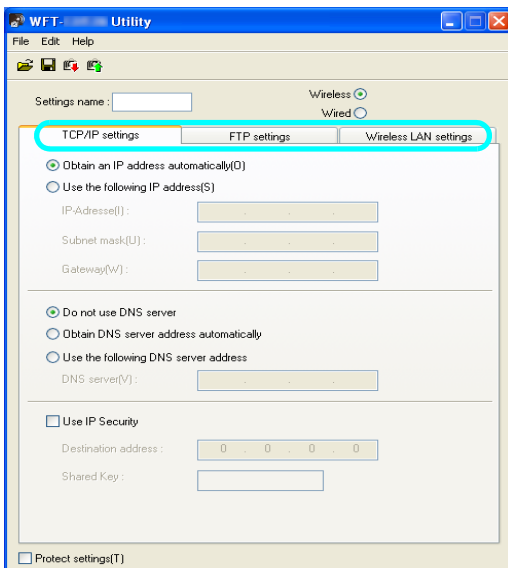 WFT- Utility
File Edit Help
Settings name :
Wireless
Wired
TCP/IP settings FTP settings Wireless LAN settings
Obtain an IP address automatically(O)
Use the following IP address(S)
IP-Adresse(I) :
Subnet mask(U) :
Gateway(W) :
Do not use DNS server
Obtain DNS server address automatically
Use the following DNS server address
DNS server(V) :
Use IP Security
Destination address : 0 . 0 . 0 . 0
Shared Key :
Protect settings(T)